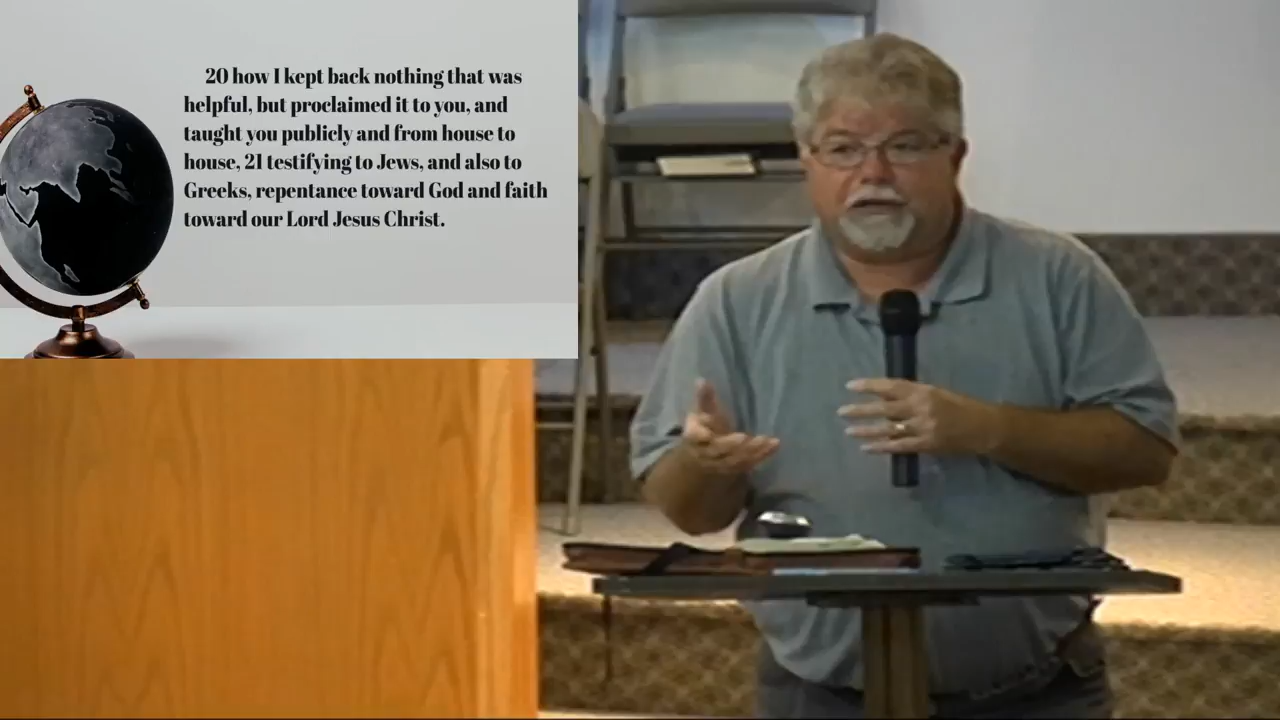 20 how I kept back nothing that was
helpful, but proclaimed it to you, and
taught you publicly and from house to
house, 21 testifying to Jews, and also to
Greeks, repentance toward God and faith
toward our Lord Jesus Christ.